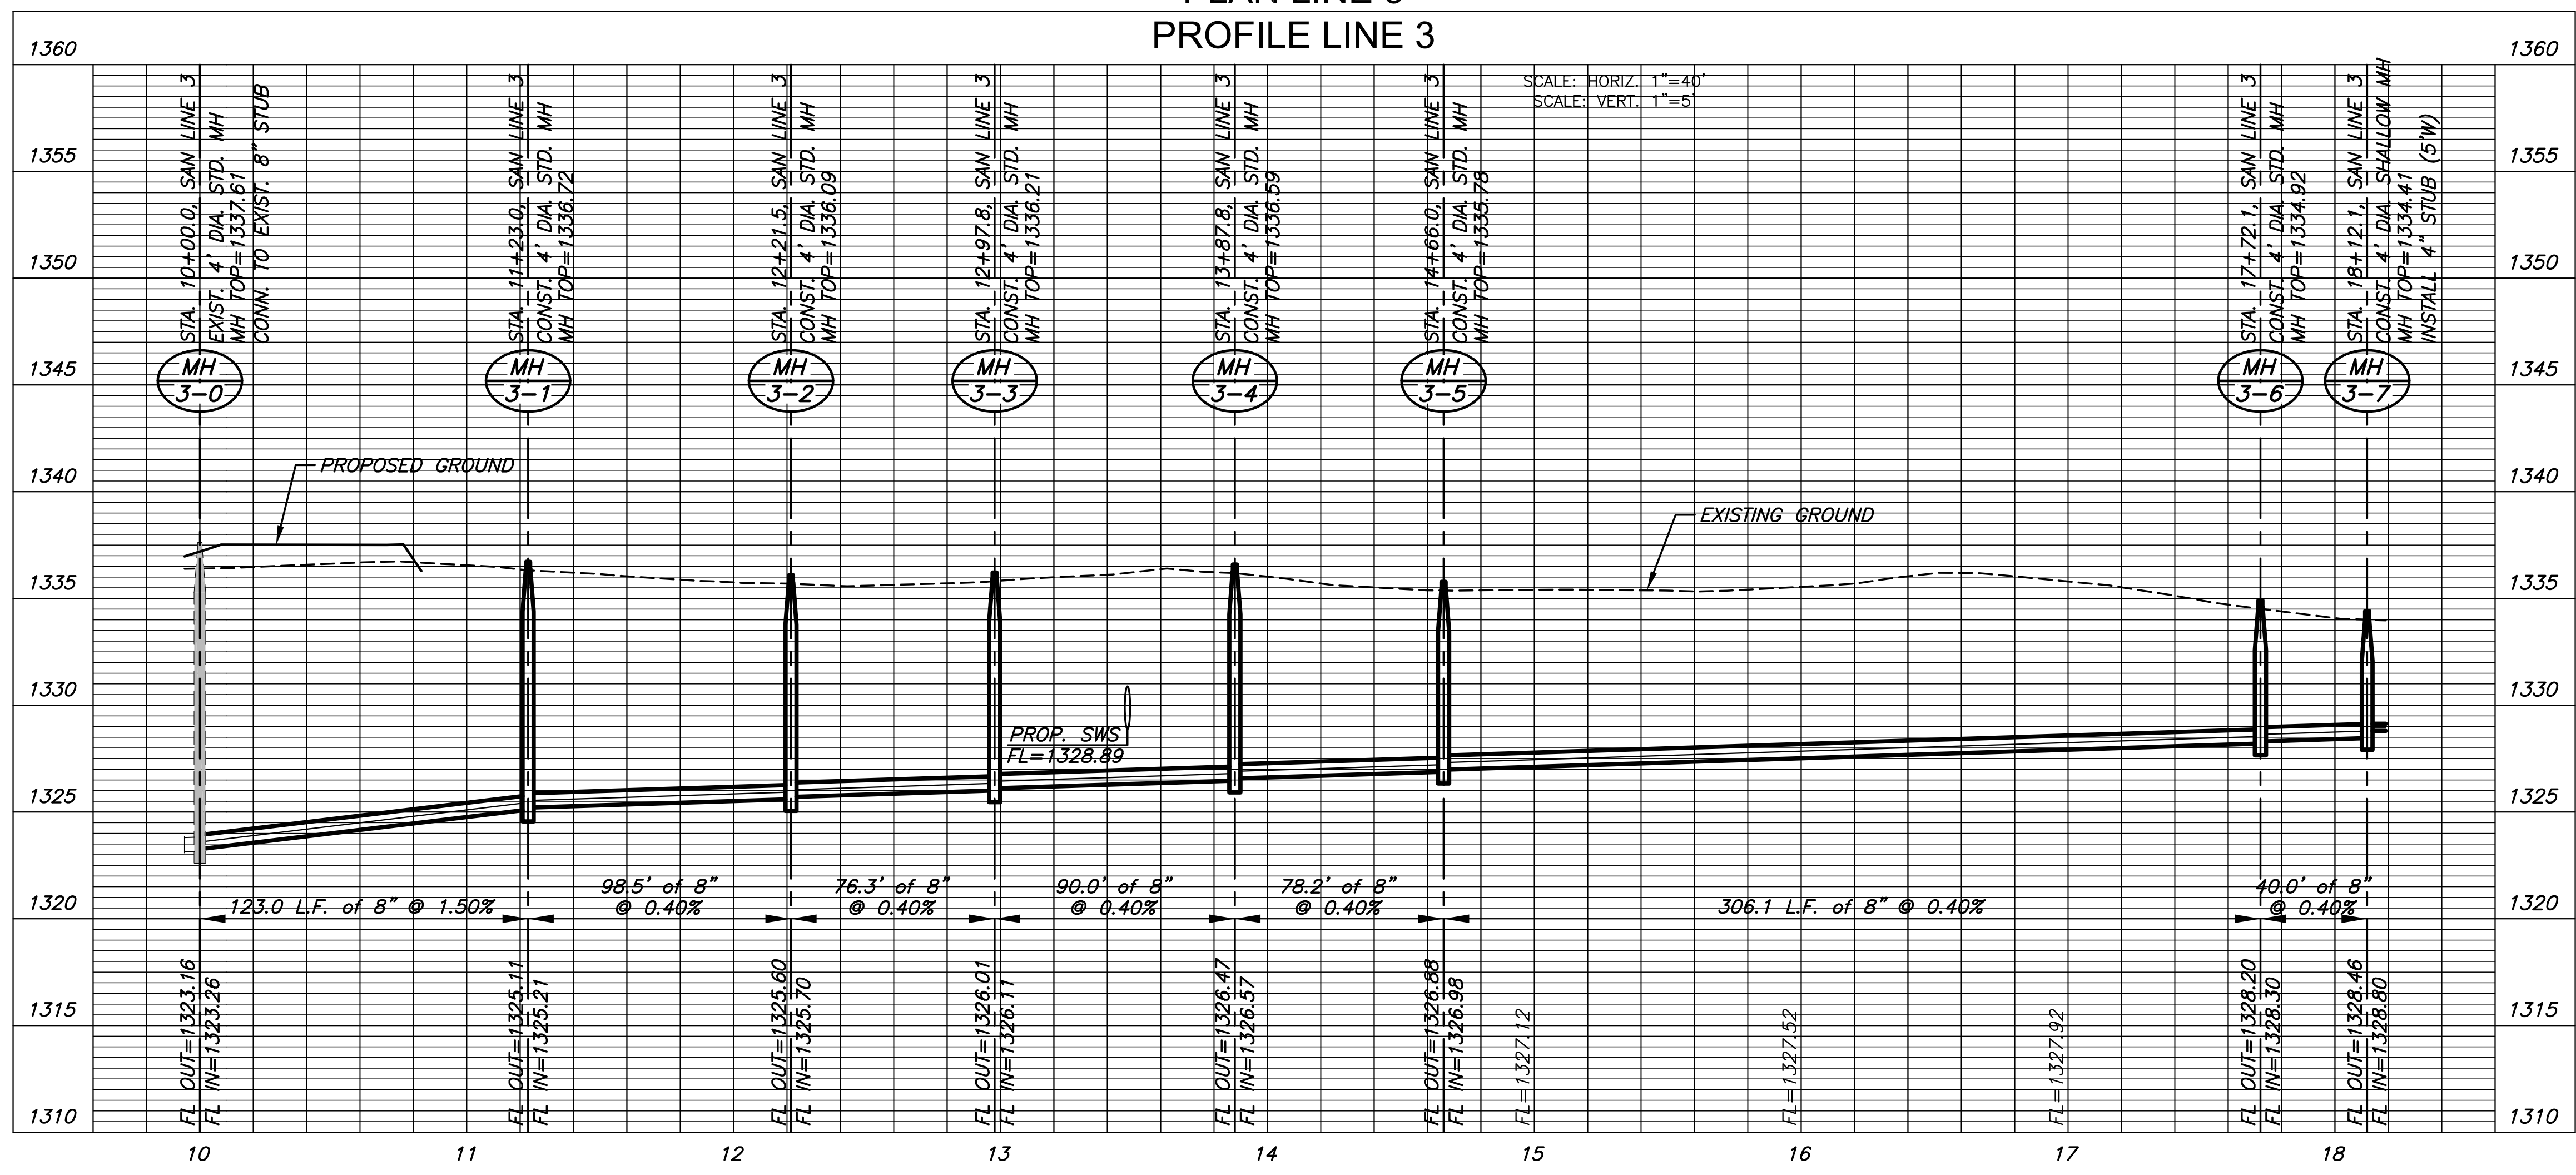 PROFILE LINE 3
SCALE: HORIZ. 1"=40'
SCALE: VERT. 1"=5'
1360
1355
1350
1345
1340
1335
1330
1325
1320
1315
1310
STA. 10+00.0, SAN LINE 3
EXIST. 4' DIA. STD. MH
MH TOP=1337.61
CONN. TO EXIST. 8" STUB
MH
3-0
STA. 11+23.0, SAN LINE 3
CONST. 4' DIA. STD. MH
MH TOP=1336.72
MH
3-1
STA. 12+21.5, SAN LINE 3
CONST. 4' DIA. STD. MH
MH TOP=1336.09
MH
3-2
STA. 12+97.8, SAN LINE 3
CONST. 4' DIA. STD. MH
MH TOP=1336.21
MH
3-3
STA. 13+87.8, SAN LINE 3
CONST. 4' DIA. STD. MH
MH TOP=1336.59
MH
3-4
STA. 14+66.0, SAN LINE 3
CONST. 4' DIA. STD. MH
MH TOP=1335.78
MH
3-5
STA. 17+72.1, SAN LINE 3
CONST. 4' DIA. STD. MH
MH TOP=1334.92
MH
3-6
STA. 18+12.1, SAN LINE 3
CONST. 4' DIA. SHALLOW MH
MH TOP=1334.41
INSTALL 4" STUB (5'W)
MH
3-7
PROPOSED GROUND
EXISTING GROUND
PROP. SWS
FL=1328.89
123.0 L.F. of 8" @ 1.50%
98.5' of 8"
@ 0.40%
76.3' of 8"
@ 0.40%
90.0' of 8"
@ 0.40%
78.2' of 8"
@ 0.40%
306.1 L.F. of 8" @ 0.40%
40.0' of 8"
@ 0.40%
FL OUT=1323.16
FL IN=1323.26
FL OUT=1325.11
FL IN=1325.21
FL OUT=1325.60
FL IN=1325.70
FL OUT=1326.01
FL IN=1326.11
FL OUT=1326.47
FL IN=1326.57
FL OUT=1326.88
FL IN=1326.98
FL=1327.12
FL=1327.52
FL=1327.92
FL OUT=1328.20
FL IN=1328.30
FL OUT=1328.46
FL IN=1328.80
1360
1355
1350
1345
1340
1335
1330
1325
1320
1315
1310
10 11 12 13 14 15 16 17 18